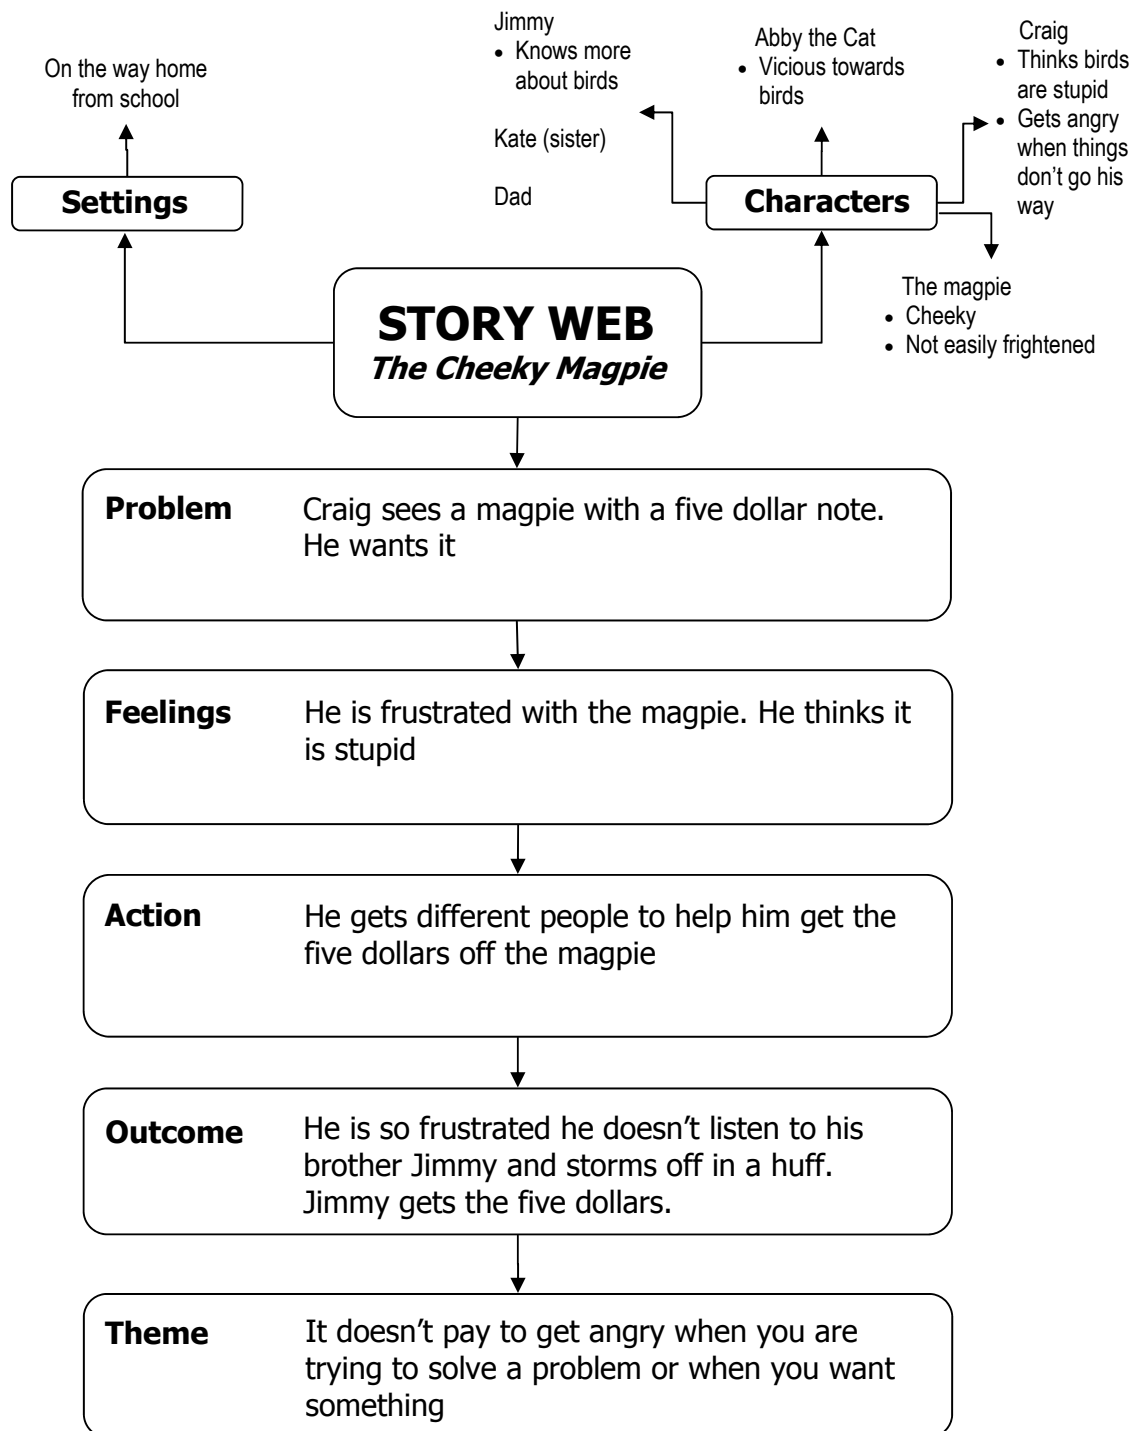 On the way home
from school
Settings
Jimmy
• Knows more
about birds
Kate (sister)
Dad
Abby the Cat
• Vicious towards
birds
Craig
• Thinks birds
are stupid
• Gets angry
when things
don’t go his
way
Characters
The magpie
• Cheeky
• Not easily frightened
STORY WEB
The Cheeky Magpie
Problem
Craig sees a magpie with a five dollar note.
He wants it
Feelings
He is frustrated with the magpie. He thinks it
is stupid
Action
He gets different people to help him get the
five dollars off the magpie
Outcome
He is so frustrated he doesn’t listen to his
brother Jimmy and storms off in a huff.
Jimmy gets the five dollars.
Theme
It doesn’t pay to get angry when you are
trying to solve a problem or when you want
something